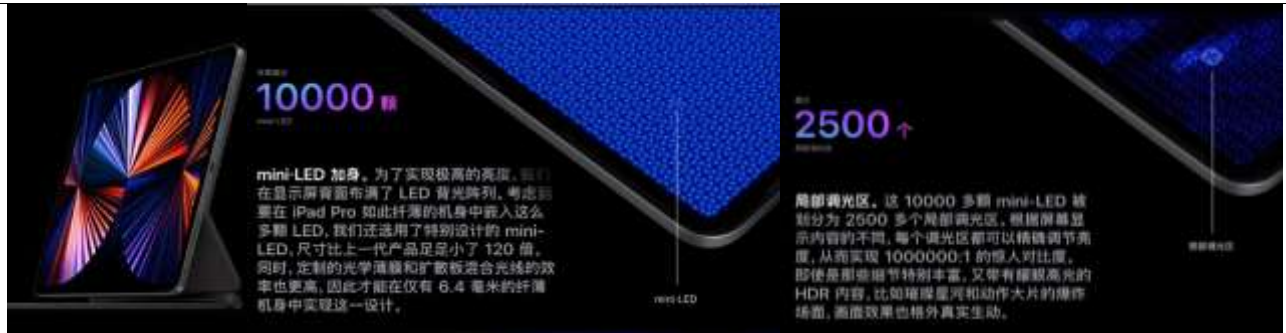 10000 颗
mini-LED
mini-LED 加身。为了实现极高的亮度，我们
在显示屏背面布满了 LED 背光阵列。考虑到
要在 iPad Pro 如此纤薄的机身中嵌入这么
多颗 LED，我们还选用了特别设计的 mini-
LED，尺寸比上一代产品足足小了 120 倍。
同时，定制的光学薄膜和扩散板混合光线的效
率也更高，因此才能在仅有 6.4 毫米的纤薄
机身中实现这一设计。
mini-LED
2500 个
局部调光区。这 10000 多颗 mini-LED 被
划分为 2500 多个局部调光区。根据屏幕显
示内容的不同，每个调光区都可以精确调节亮
度，从而实现 1000000:1 的惊人对比度。
即使是那些细节特别丰富，又带有耀眼高光的
HDR 内容，比如璀璨星河和动作大片的爆炸
场面，画面效果也格外真实生动。
局部调光区